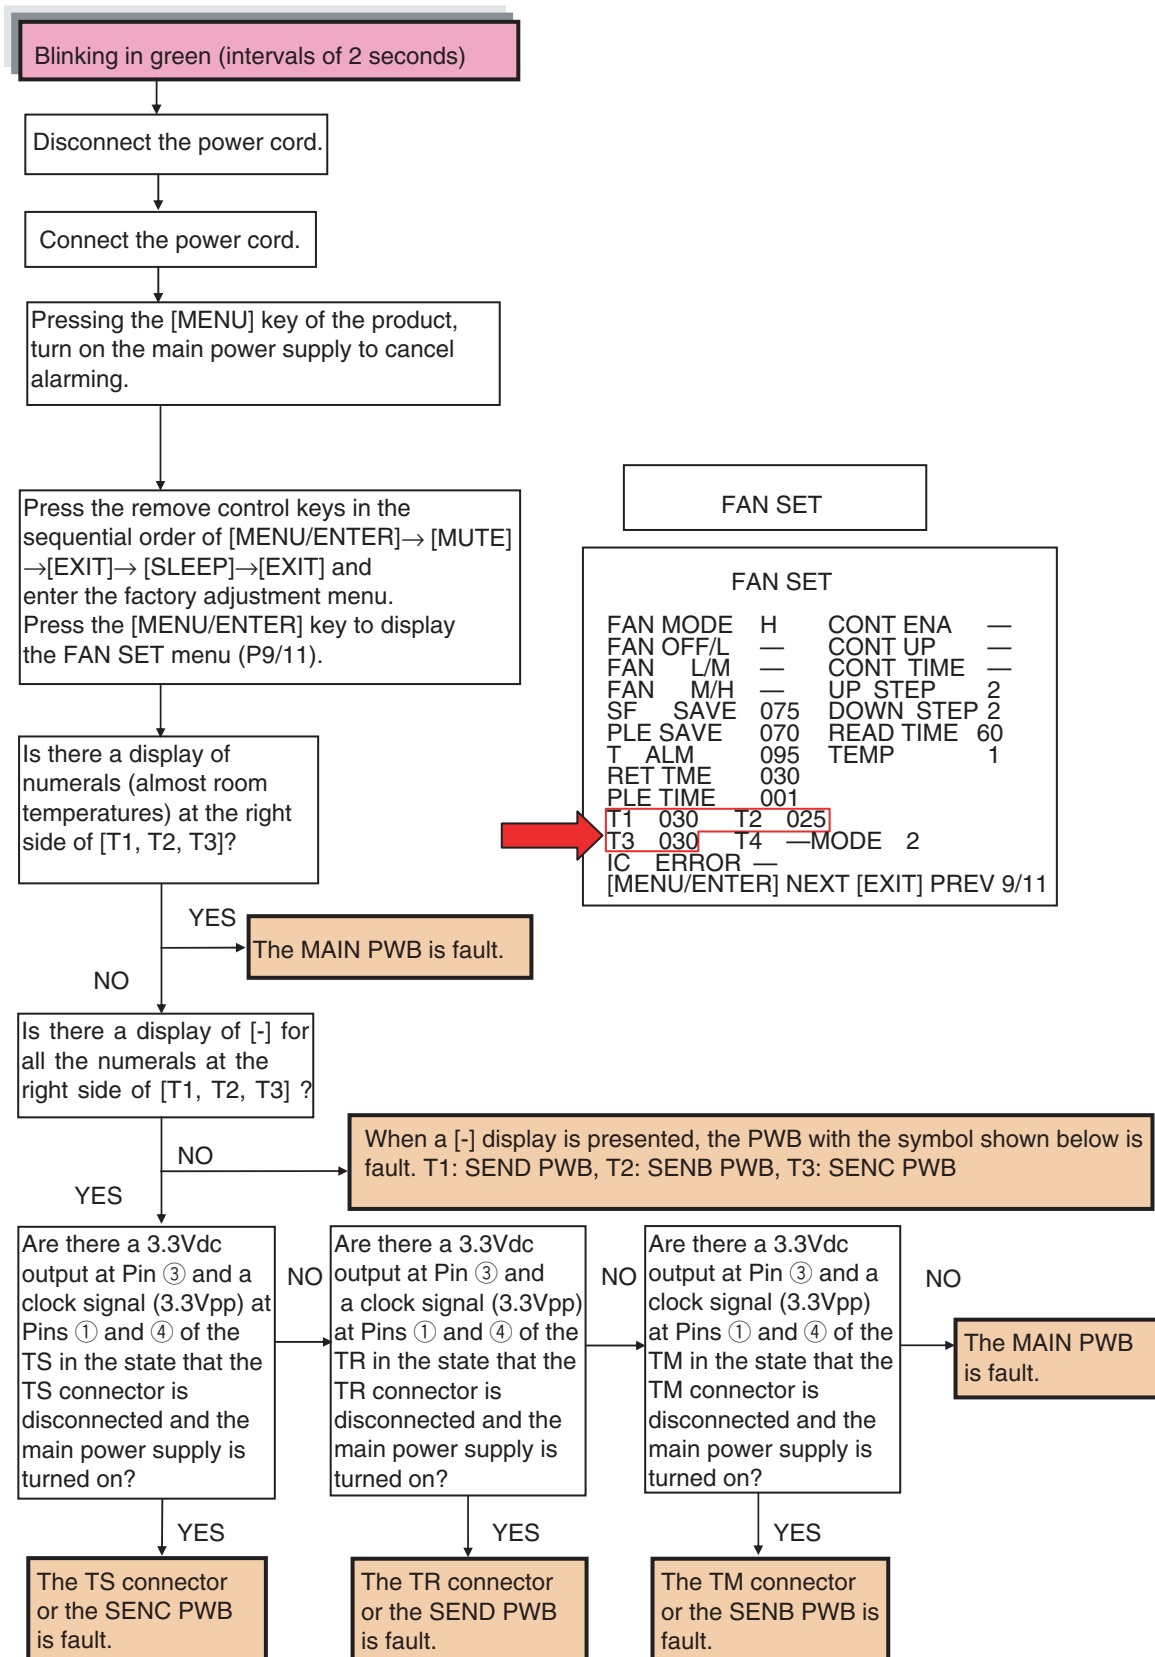 Blinking in green (intervals of 2 seconds)
Disconnect the power cord.
Connect the power cord.
Pressing the [MENU] key of the product,
turn on the main power supply to cancel
alarming.
Press the remove control keys in the
sequential order of [MENU/ENTER]→ [MUTE]
→[EXIT]→ [SLEEP]→[EXIT] and
enter the factory adjustment menu.
Press the [MENU/ENTER] key to display
the FAN SET menu (P9/11).
FAN SET
FAN SET
FAN MODE H CONT ENA —
FAN OFF/L — CONT UP —
FAN L/M — CONT TIME —
FAN M/H — UP STEP 2
SF SAVE 075 DOWN STEP 2
PLE SAVE 070 READ TIME 60
T ALM 095 TEMP 1
RET TME 030
PLE TIME 001
T1 030 T2 025
T3 030 T4 —MODE 2
IC ERROR —
[MENU/ENTER] NEXT [EXIT] PREV 9/11
Is there a display of
numerals (almost room
temperatures) at the right
side of [T1, T2, T3]?
YES
The MAIN PWB is fault.
NO
Is there a display of [-] for
all the numerals at the
right side of [T1, T2, T3] ?
NO
When a [-] display is presented, the PWB with the symbol shown below is
fault. T1: SEND PWB, T2: SENB PWB, T3: SENC PWB
YES
Are there a 3.3Vdc
output at Pin ③ and a
clock signal (3.3Vpp) at
Pins ① and ④ of the
TS in the state that the
TS connector is
disconnected and the
main power supply is
turned on?
NO
Are there a 3.3Vdc
output at Pin ③ and
a clock signal (3.3Vpp)
at Pins ① and ④ of the
TR in the state that the
TR connector is
disconnected and the
main power supply is
turned on?
NO
Are there a 3.3Vdc
output at Pin ③ and a
clock signal (3.3Vpp)
at Pins ① and ④ of the
TM in the state that the
TM connector is
disconnected and the
main power supply is
turned on?
NO
The MAIN PWB
is fault.
YES
The TS connector
or the SENC PWB
is fault.
YES
The TR connector
or the SEND PWB
is fault.
YES
The TM connector
or the SENB PWB is
fault.